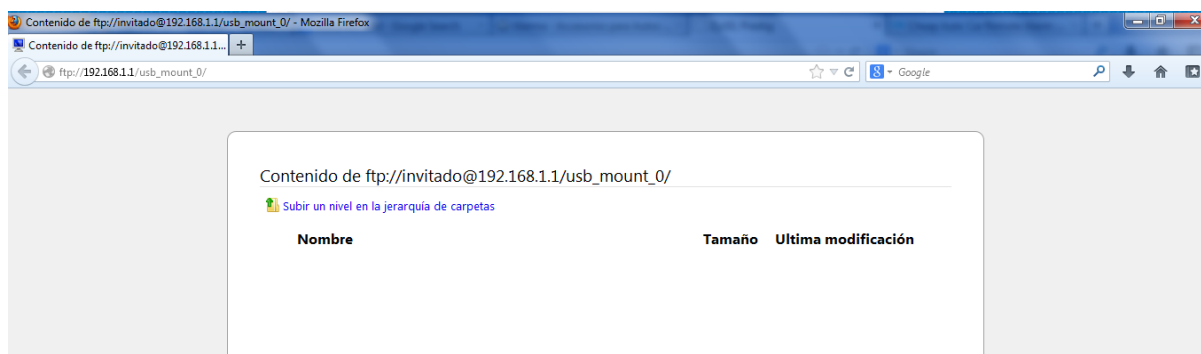 Contenido de ftp://invitado@192.168.1.1/usb_mount_0/ - Mozilla Firefox
Contenido de ftp://invitado@192.168.1.1...
ftp://192.168.1.1/usb_mount_0/
Google
Contenido de ftp://invitado@192.168.1.1/usb_mount_0/
Subir un nivel en la jerarquía de carpetas
Nombre Tamaño Ultima modificación